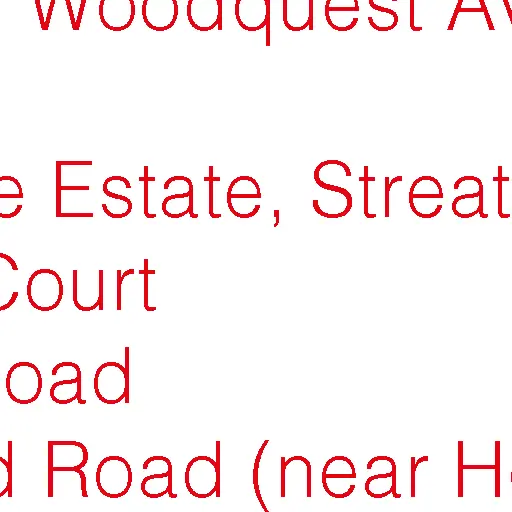 Woodquest Av
e Estate, Streat
Court
oad
d Road (near H